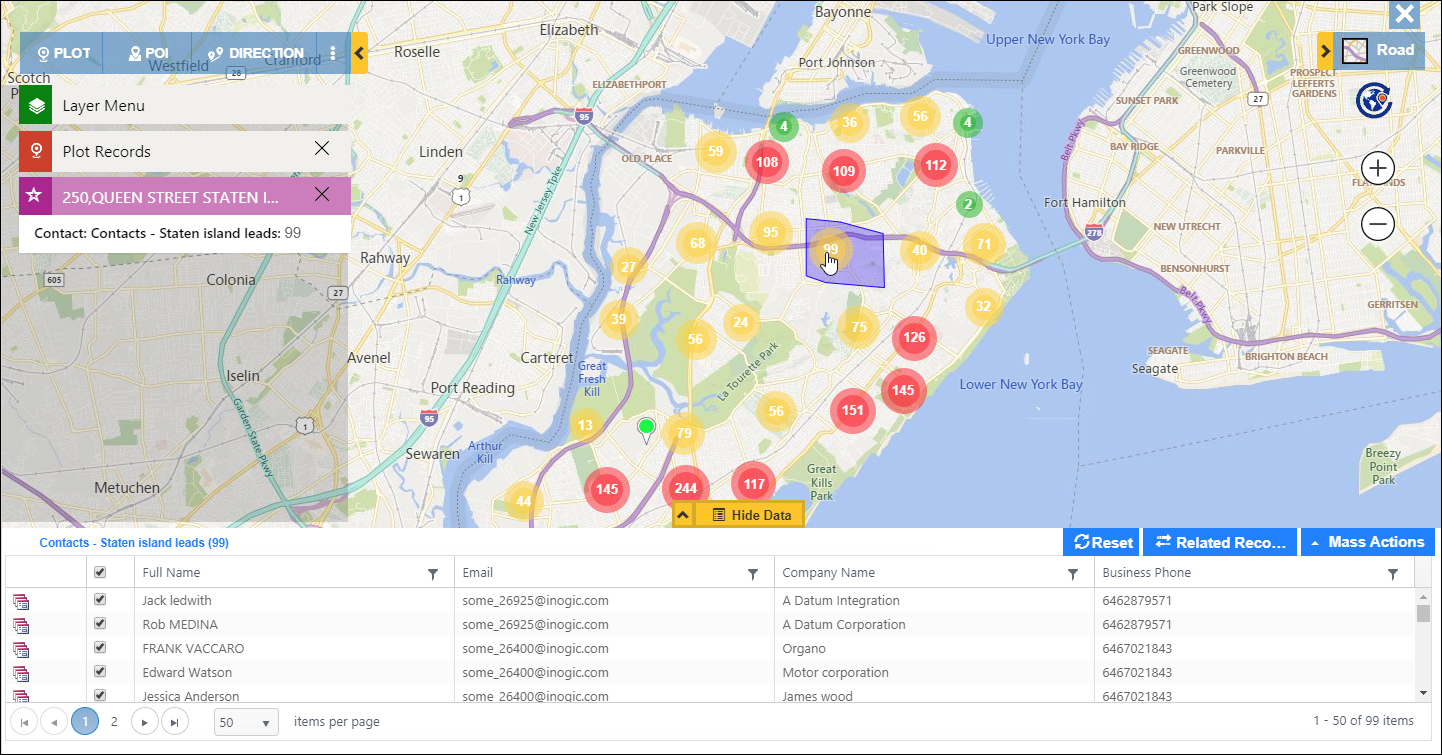 Bayonne
Park Slope
Elizabeth
Upper New York Bay
PLOT
POI
DIRECTION
Road
Roselle
GREENWOOD
Westfield
Cranford
Port Johnson
28
Scotch
Greenwood
Cemetery
PROSPECT
LEFFERTS
GARDENS
ELIZABETHPORT
27
SUNSET PARK
Layer Menu
95
4
36
56
4
Plot Records
Linden
OLD PLACE
59
108
109
112
Belt Pkwy
BAY RIDGE
PARKVILLE
9
1
New Jersey Tpke
250,QUEEN STREET STATEN I...
2
Fort Hamilton
Contact: Contacts - Staten island leads: 99
68
95
99
40
71
278
NEW UTRECHT
Rahway
27
BENSONHURST
605
Colonia
Rahway
27
Belt Pkwy
GERRITSEN
39
56
24
75
32
126
Avenel
Carteret
La Tourette Park
SEAGATE
BRIGHTON BEACH
Seagate
Iselin
Great
Fresh
Kill
Port Reading
145
Lower New York Bay
Garden State Pkwy
1
95
13
79
56
151
Sewaren
Arthur
Kill
Breezy
Point
Park
Metuchen
44
145
244
117
Great
Kills
Park
Hide Data
Contacts - Staten island leads (99)
Reset
Related Reco...
Mass Actions
Full Name
Email
Company Name
Business Phone
Jack ledwith
some_26925@inogic.com
A Datum Integration
6462879571
Rob MEDINA
some_26925@inogic.com
A Datum Corporation
6462879571
FRANK VACCARO
some_26400@inogic.com
Organo
6467021843
Edward Watson
some_26400@inogic.com
Motor corporation
6467021843
Jessica Anderson
some_26400@inogic.com
James wood
6467021843
1
2
50
items per page
1 - 50 of 99 items